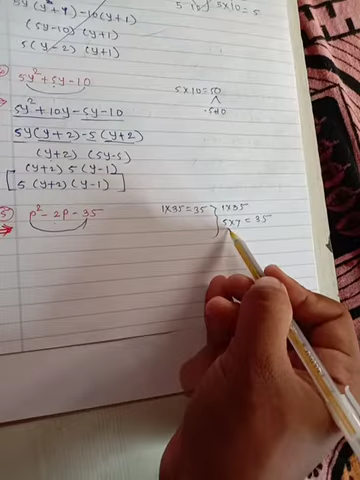 5y(y+1)-10(y+1)
5 10 5x10 = 5
(5y-10) (y+1)
5(y-2) (y+1)
5y²+5y-10
5x10=50
-5+10
5y²+10y-5y-10
5y(y+2)-5(y+2)
(y+2) (5y-5)
(y+2) 5(y-1)
[5(y+2)(y-1)]
p²-2p-35
1x35=35
1x35
5x7=35